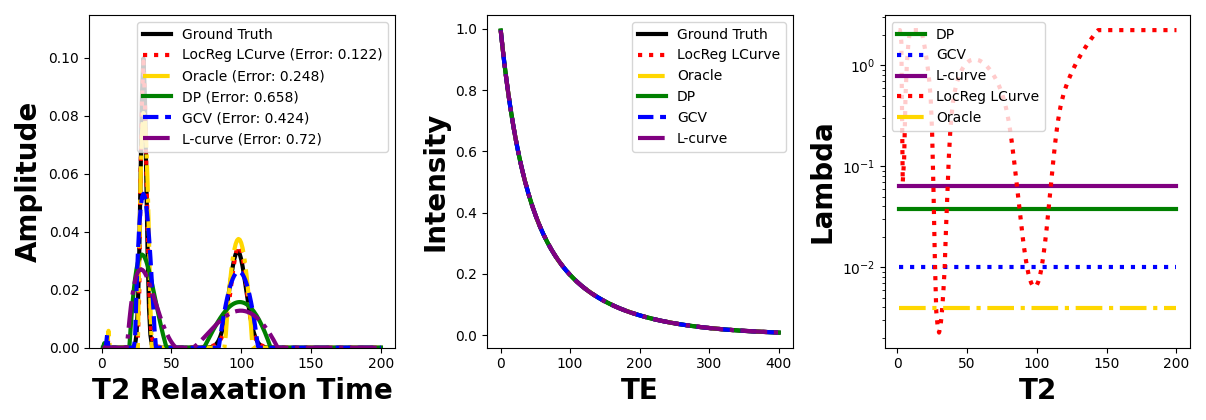 Amplitude
0.10
0.08
0.06
0.04
0.02
0.00
Ground Truth
LocReg LCurve (Error: 0.122)
Oracle (Error: 0.248)
DP (Error: 0.658)
GCV (Error: 0.424)
L-curve (Error: 0.72)
0 50 100 150 200
T2 Relaxation Time
Intensity
1.0
0.8
0.6
0.4
0.2
0.0
Ground Truth
LocReg LCurve
Oracle
DP
GCV
L-curve
0 100 200 300 400
TE
Lambda
10⁰
10⁻¹
10⁻²
DP
GCV
L-curve
LocReg LCurve
Oracle
0 50 100 150 200
T2